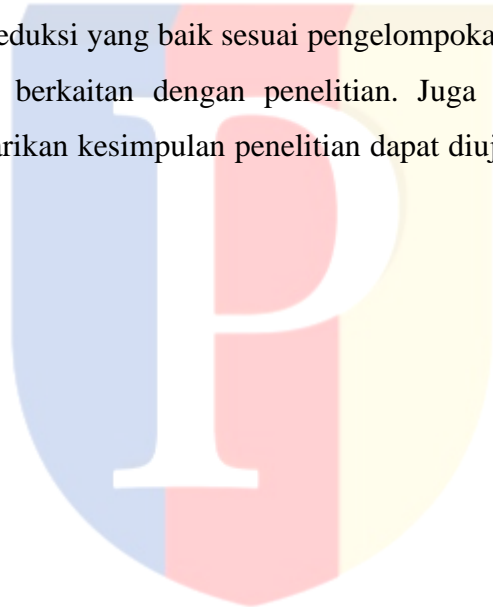 eduksi yang baik sesuai pengelompoka
berkaitan dengan penelitian. Juga
arikan kesimpulan penelitian dapat diuj
P